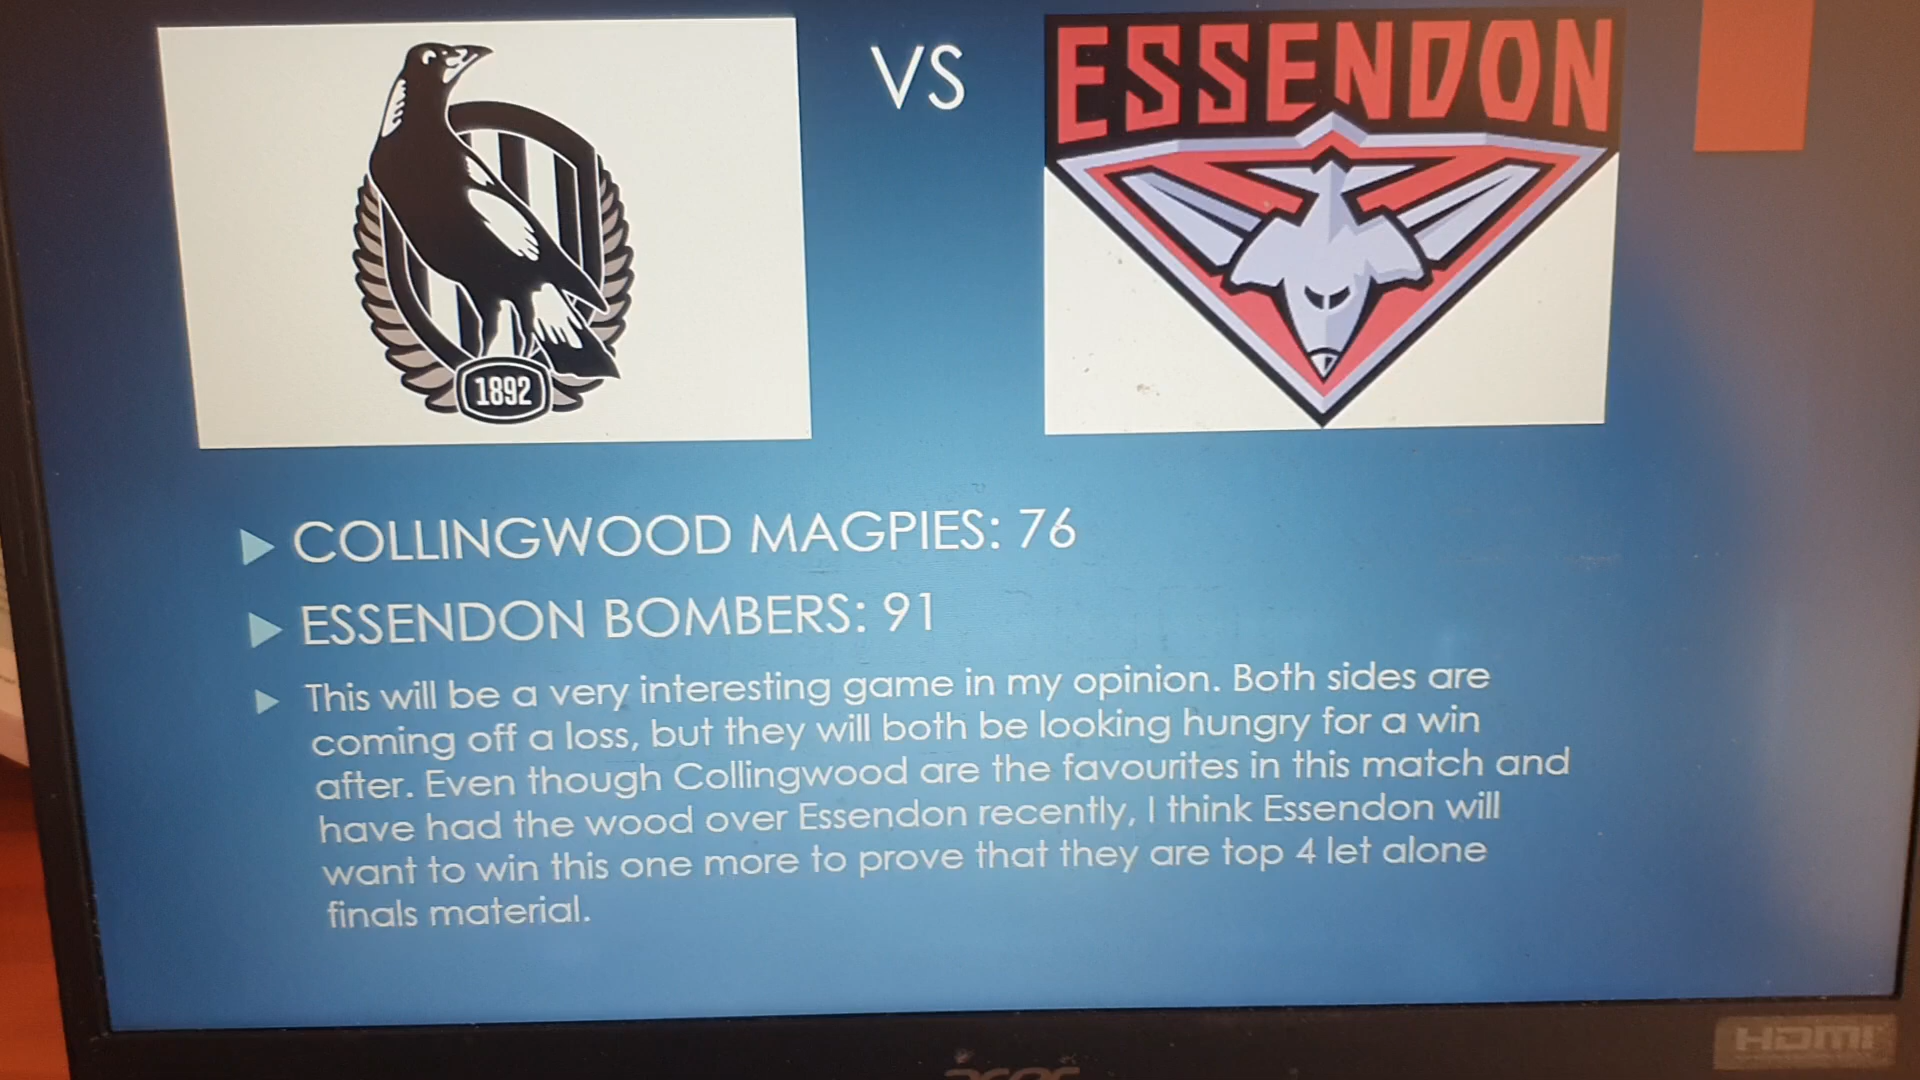 VS
ESSENDON
1892
COLLINGWOOD MAGPIES: 76
ESSENDON BOMBERS: 91
This will be a very interesting game in my opinion. Both sides are
coming off a loss, but they will both be looking hungry for a win
after. Even though Collingwood are the favourites in this match and
have had the wood over Essendon recently, I think Essendon will
want to win this one more to prove that they are top 4 let alone
finals material.
HDMI
acer